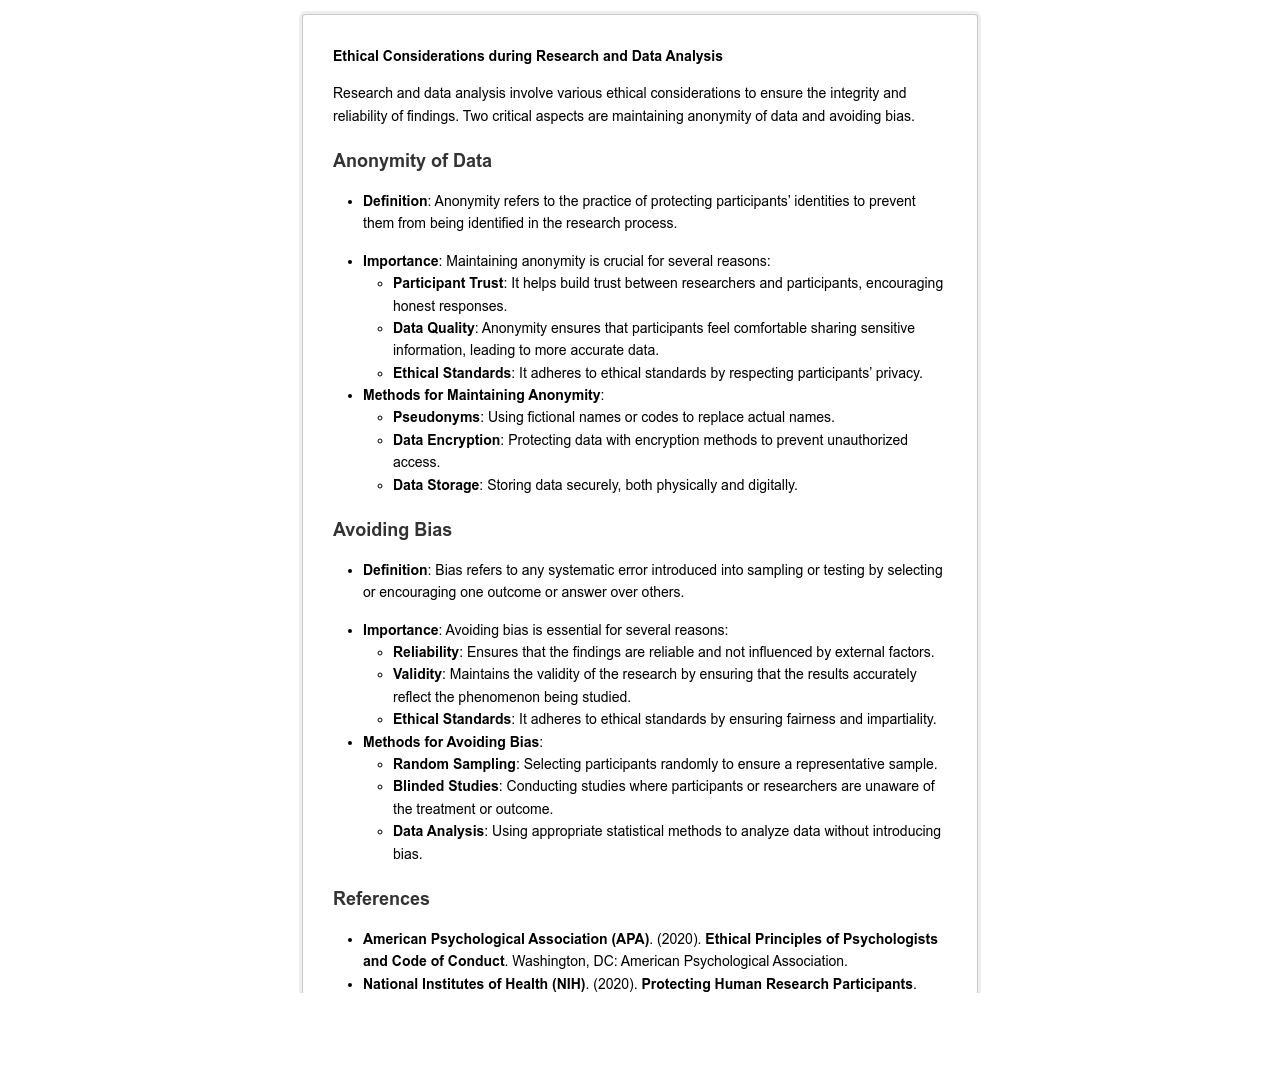 Ethical Considerations during Research and Data Analysis
Research and data analysis involve various ethical considerations to ensure the integrity and
reliability of findings. Two critical aspects are maintaining anonymity of data and avoiding bias.
Anonymity of Data
• Definition: Anonymity refers to the practice of protecting participants’ identities to prevent
them from being identified in the research process.
• Importance: Maintaining anonymity is crucial for several reasons:
◦ Participant Trust: It helps build trust between researchers and participants, encouraging
honest responses.
◦ Data Quality: Anonymity ensures that participants feel comfortable sharing sensitive
information, leading to more accurate data.
◦ Ethical Standards: It adheres to ethical standards by respecting participants’ privacy.
• Methods for Maintaining Anonymity:
◦ Pseudonyms: Using fictional names or codes to replace actual names.
◦ Data Encryption: Protecting data with encryption methods to prevent unauthorized
access.
◦ Data Storage: Storing data securely, both physically and digitally.
Avoiding Bias
• Definition: Bias refers to any systematic error introduced into sampling or testing by selecting
or encouraging one outcome or answer over others.
• Importance: Avoiding bias is essential for several reasons:
◦ Reliability: Ensures that the findings are reliable and not influenced by external factors.
◦ Validity: Maintains the validity of the research by ensuring that the results accurately
reflect the phenomenon being studied.
◦ Ethical Standards: It adheres to ethical standards by ensuring fairness and impartiality.
• Methods for Avoiding Bias:
◦ Random Sampling: Selecting participants randomly to ensure a representative sample.
◦ Blinded Studies: Conducting studies where participants or researchers are unaware of
the treatment or outcome.
◦ Data Analysis: Using appropriate statistical methods to analyze data without introducing
bias.
References
• American Psychological Association (APA). (2020). Ethical Principles of Psychologists
and Code of Conduct. Washington, DC: American Psychological Association.
• National Institutes of Health (NIH). (2020). Protecting Human Research Participants.